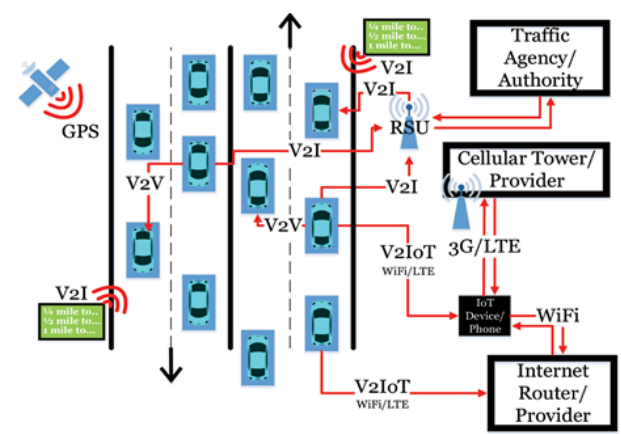 ¼ mile to..
½ mile to...
1 mile to...
V2I
Traffic
Agency/
Authority
GPS
V2I
RSU
V2I
Cellular Tower/
Provider
V2V
V2I
V2V
V2IoT
WiFi/LTE
3G/LTE
V2I
¼ mile to...
½ mile to...
1 mile to...
IoT
Device/
Phone
WiFi
V2IoT
WiFi/LTE
Internet
Router/
Provider